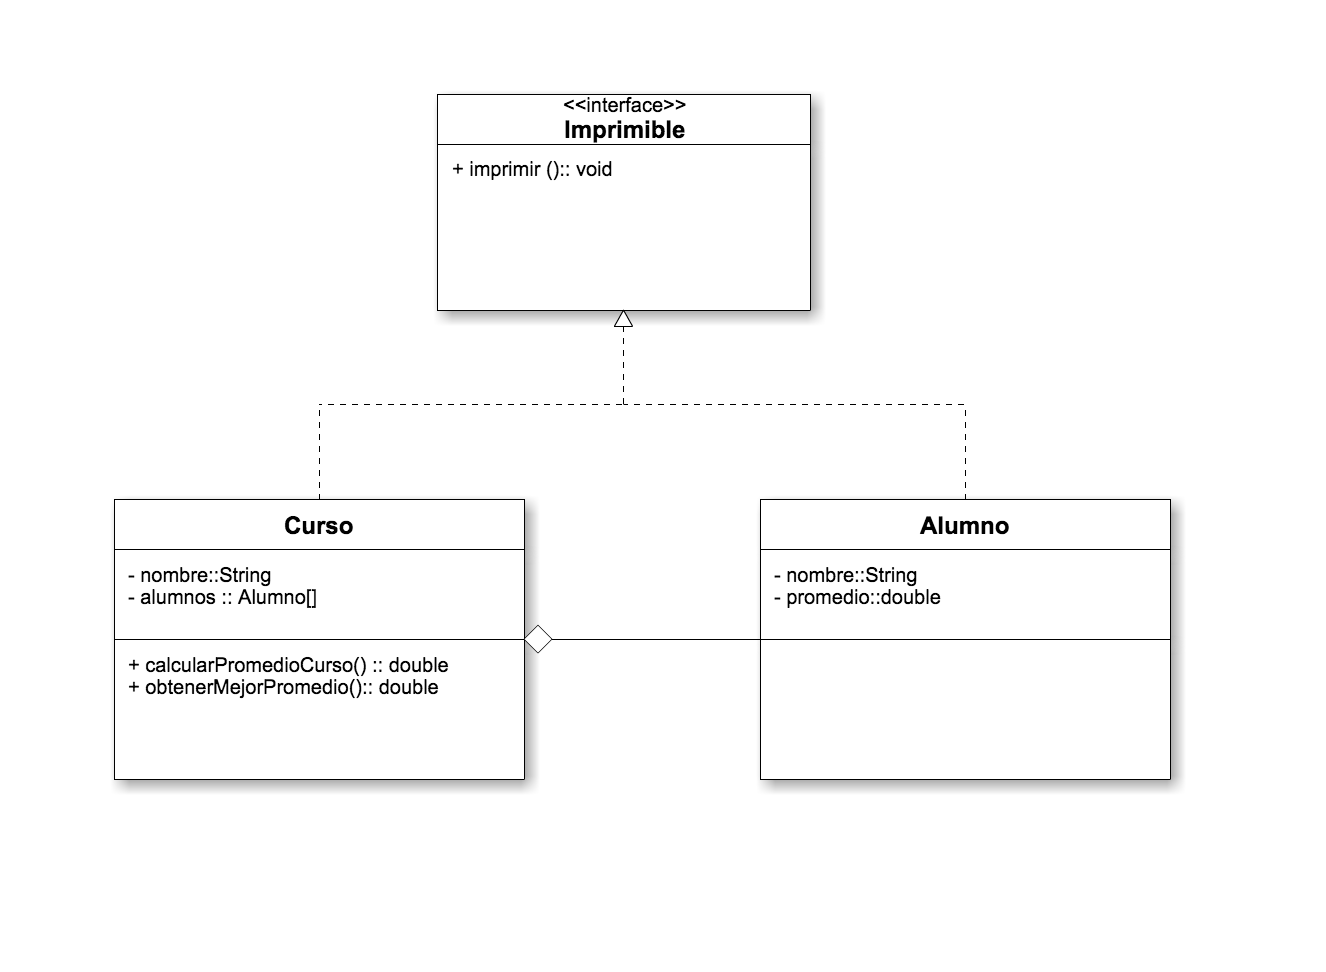 <<interface>>
Imprimible
+ imprimir ():: void
Curso
- nombre::String
- alumnos :: Alumno[]
+ calcularPromedioCurso() :: double
+ obtenerMejorPromedio():: double
Alumno
- nombre::String
- promedio::double